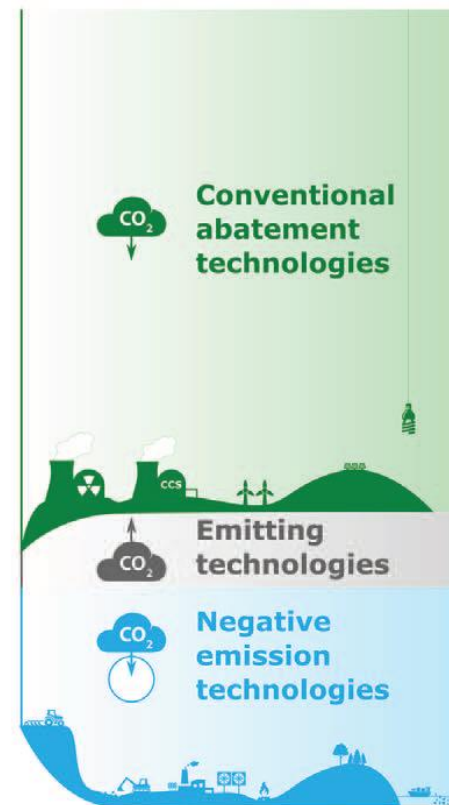 CO₂
Conventional
abatement
technologies
CCS
Emitting
technologies
CO₂
Negative
emission
technologies
CO₂